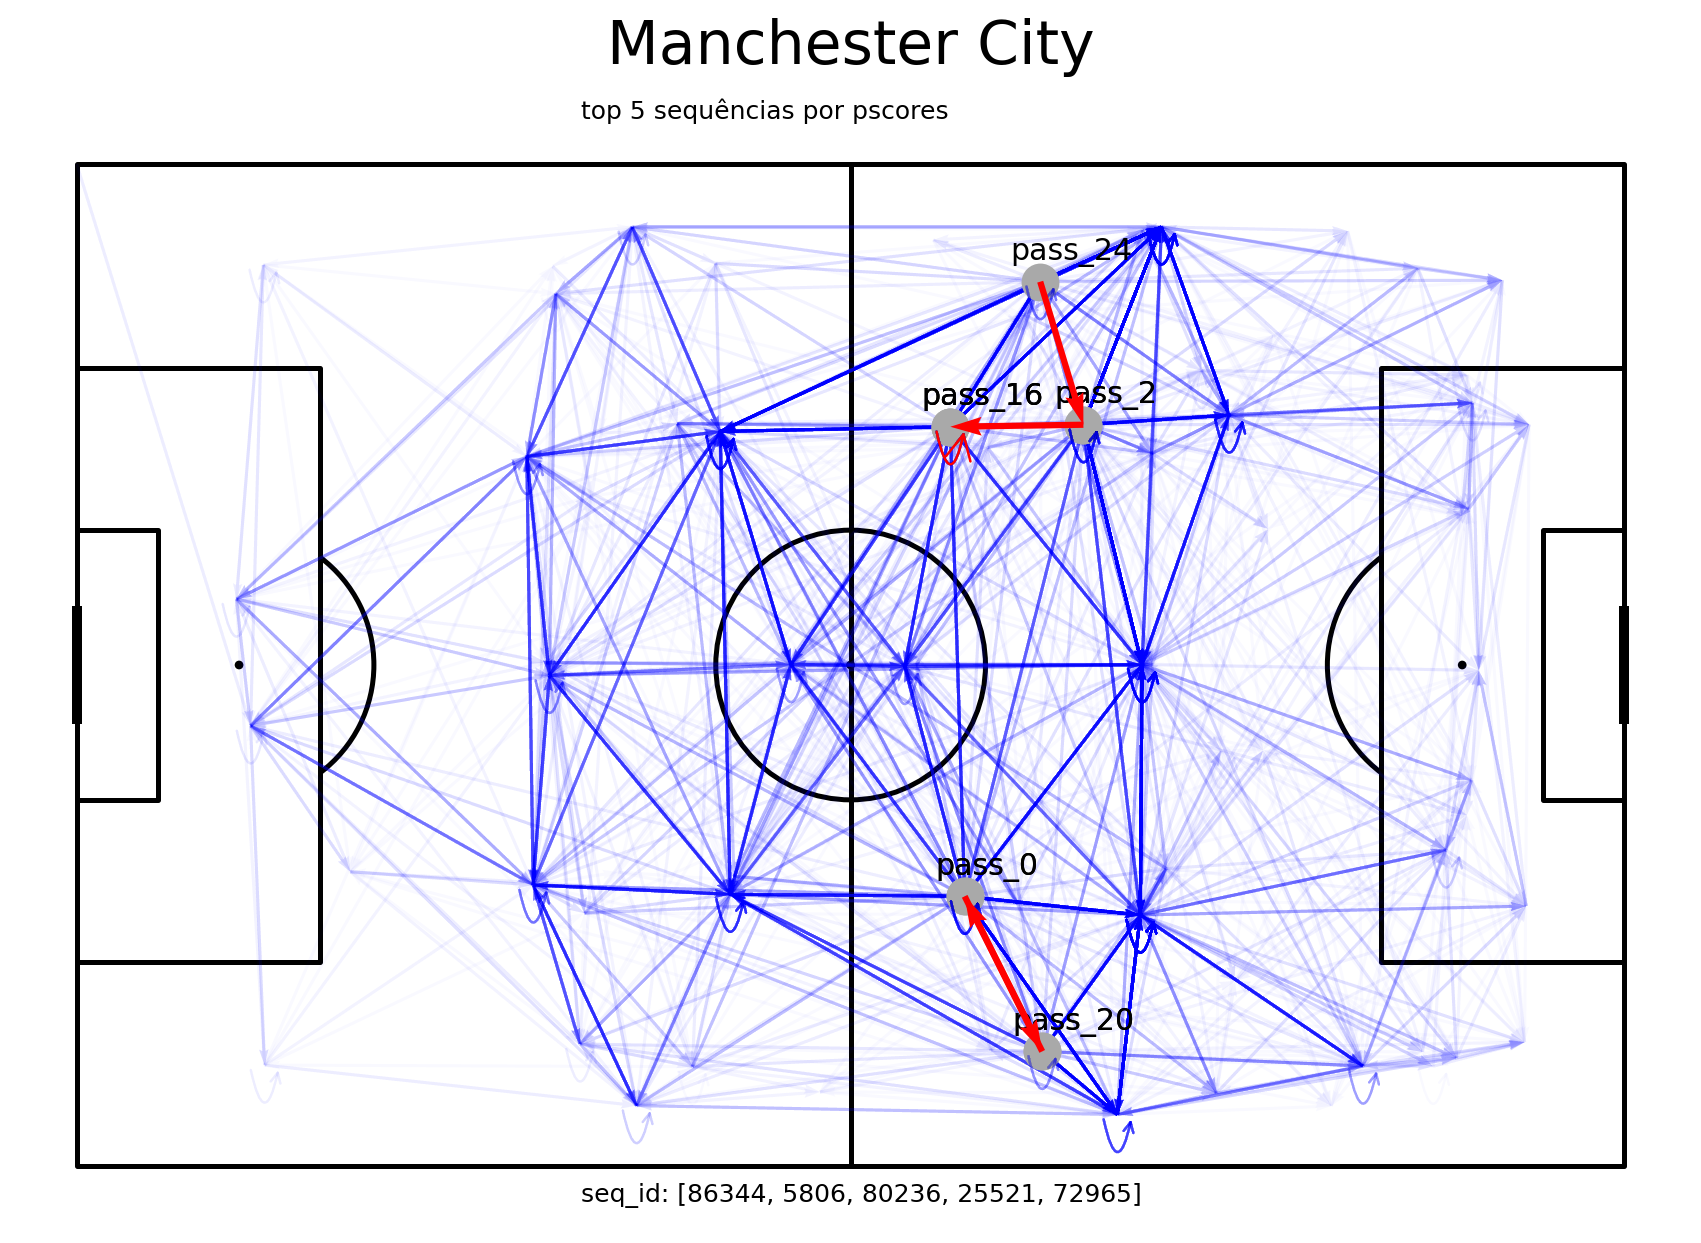 Manchester City
top 5 sequências por pscores
pass_24
pass_16
pass_2
pass_0
pass_20
seq_id: [86344, 5806, 80236, 25521, 72965]